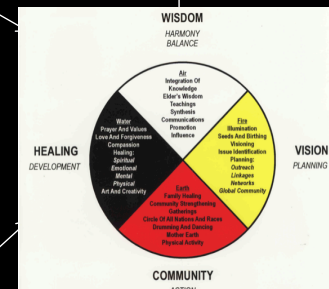 WISDOM
HARMONY
BALANCE
Air
Integration Of
Knowledge
Elder's Wisdom
Teachings
Synthesis
Communications
Promotion
Influence
HEALING
DEVELOPMENT
Water
Prayer And Values
Love And Forgiveness
Compassion
Healing:
Spiritual
Emotional
Mental
Physical
Art And Creativity
Fire
Illumination
Seeds And Birthing
Visioning
Issue Identification
Planning:
Outreach
Linkages
Networks
Global Community
VISION
PLANNING
Earth
Family Healing
Community Strengthening
Gatherings
Circle Of All Nations And Races
Drumming And Dancing
Mother Earth
Physical Activity
COMMUNITY
ACTION